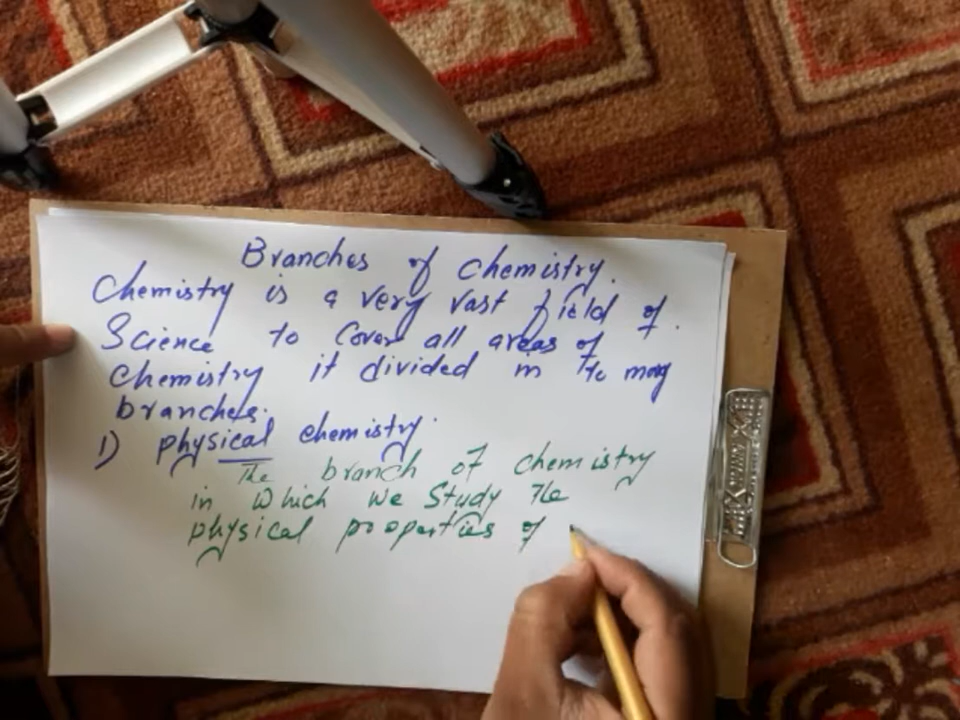 Branches of chemistry.
Chemistry is a very vast field of.
Science to Cover all areas of
Chemistry it divided in to many
branches.
1) physical chemistry.
The branch of chemistry
in which we Study The
physical properties of